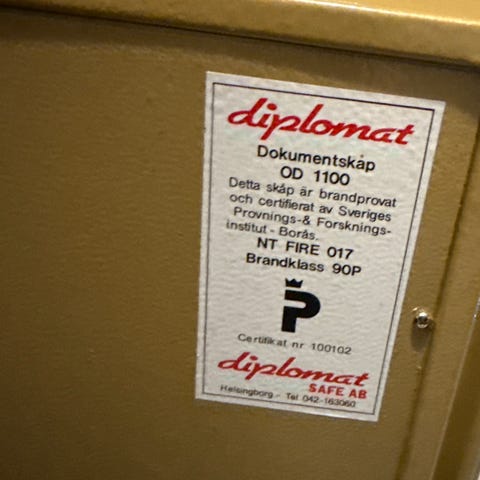 diplomat
Dokumentskåp
OD 1100
Detta skåp är brandprovat
och certifierat av Sveriges
Provnings-& Forsknings-
institut - Borås.
NT FIRE 017
Brandklass 90P
P
Certifikat nr 100102
diplomat
SAFE AB
Helsingborg - Tel 042-163060